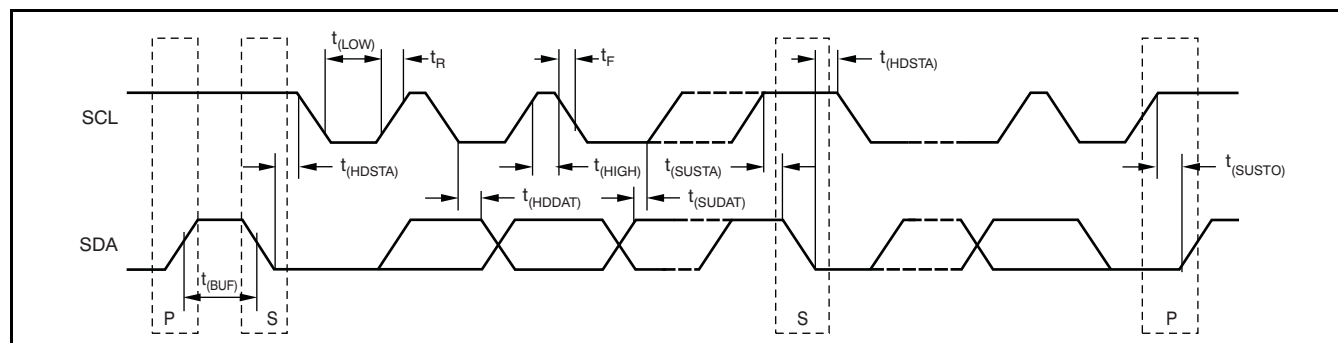 t(LOW)
tR
tF
t(HDSTA)
SCL
t(HDSTA)
t(HIGH)
t(SUSTA)
t(SUSTO)
t(HDDAT)
t(SUDAT)
SDA
t(BUF)
P
S
S
P